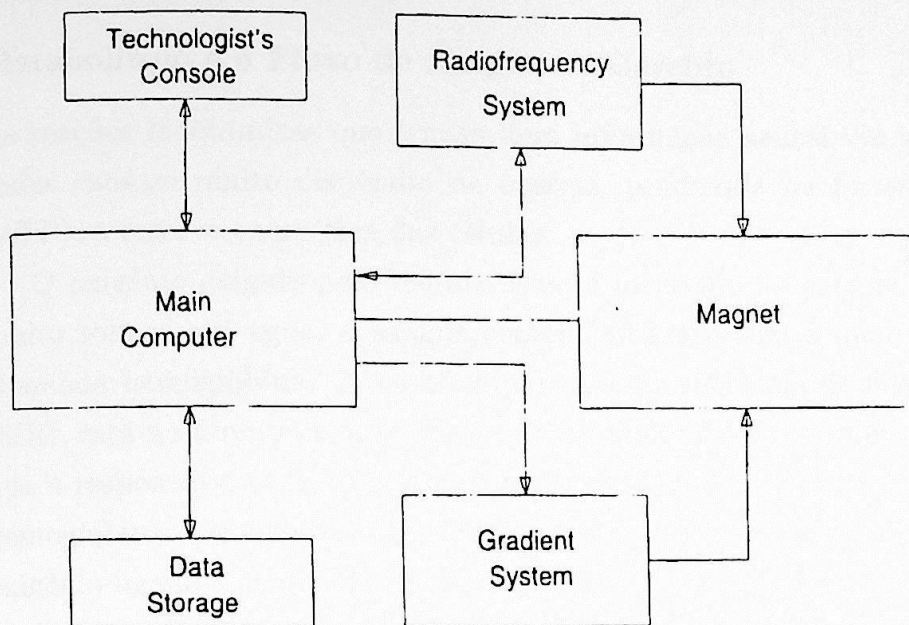 Technologist's
Console
Radiofrequency
System
Main
Computer
Magnet
Data
Storage
Gradient
System